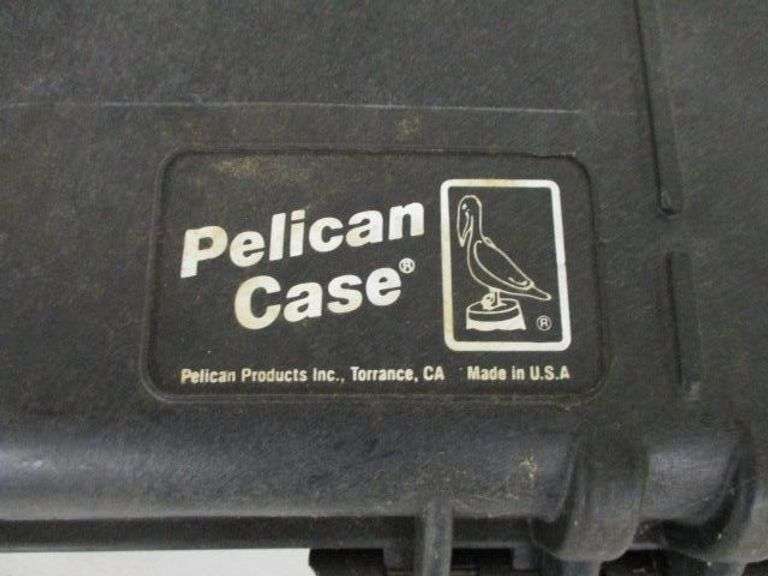 Pelican
Case®
®
Pelican Products Inc., Torrance, CA Made in U.S.A